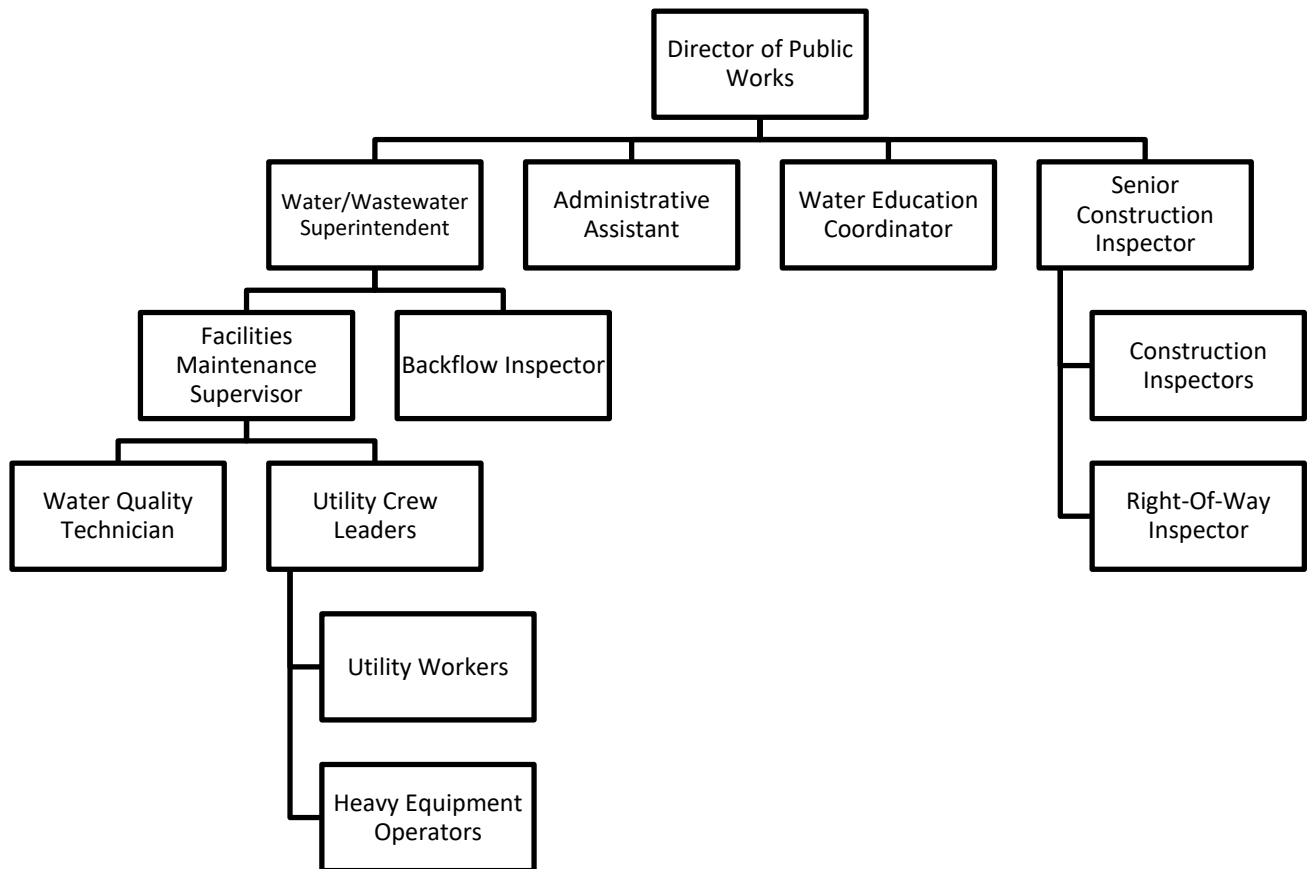 Director of Public
Works
Water/Wastewater
Superintendent
Administrative
Assistant
Water Education
Coordinator
Senior
Construction
Inspector
Facilities
Maintenance
Supervisor
Backflow Inspector
Construction
Inspectors
Water Quality
Technician
Utility Crew
Leaders
Right-Of-Way
Inspector
Utility Workers
Heavy Equipment
Operators